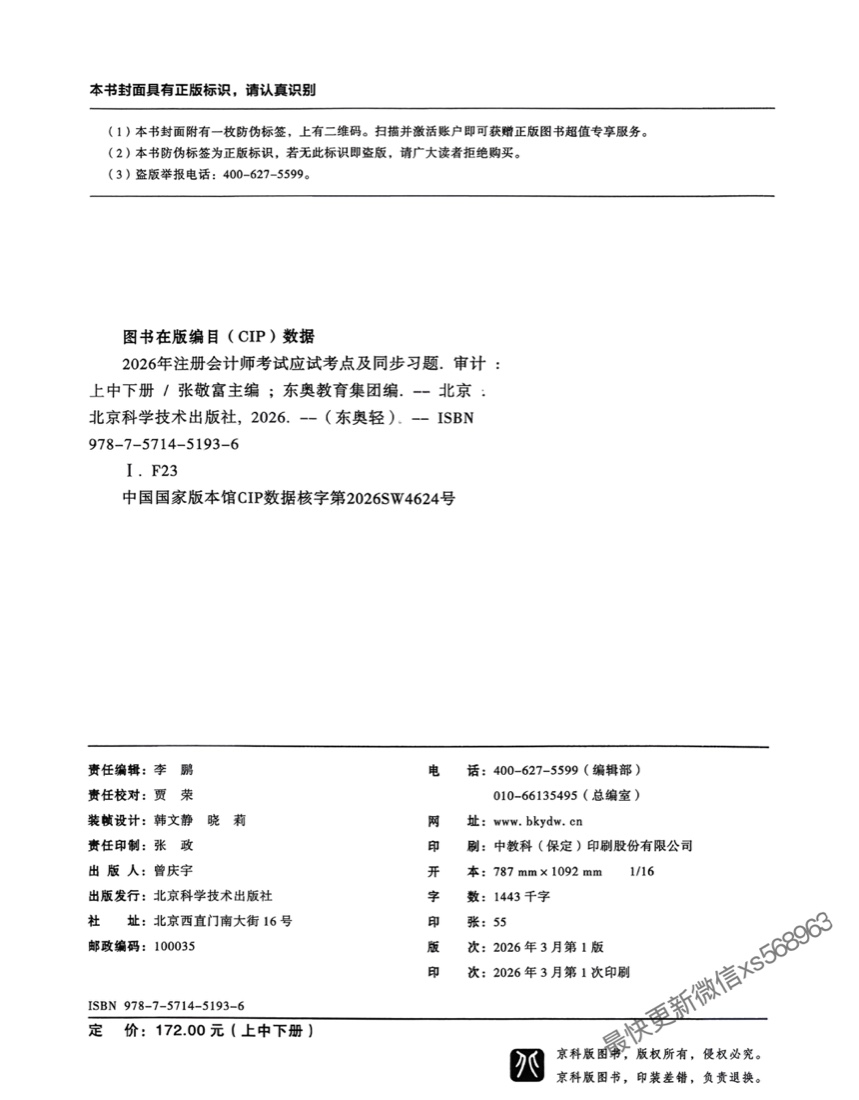 本书封面具有正版标识，请认真识别
（1）本书封面附有一枚防伪标签，上有二维码。扫描并激活账户即可获赠正版图书超值专享服务。
（2）本书防伪标签为正版标识，若无此标识即盗版，请广大读者拒绝购买。
（3）盗版举报电话：400-627-5599。
图书在版编目（CIP）数据
2026年注册会计师考试应试考点及同步习题．审计 ：
上中下册 / 张敬富主编 ；东奥教育集团编．-- 北京 ：
北京科学技术出版社，2026．--（东奥轻）．-- ISBN
978-7-5714-5193-6
Ⅰ．F23
中国国家版本馆CIP数据核字第2026SW4624号
责任编辑：李 鹏
责任校对：贾 荣
装帧设计：韩文静 晓 莉
责任印制：张 政
出 版 人：曾庆宇
出版发行：北京科学技术出版社
社 址：北京西直门南大街 16 号
邮政编码：100035
电 话：400-627-5599（编辑部）
010-66135495（总编室）
网 址：www.bkydw.cn
印 刷：中教科（保定）印刷股份有限公司
开 本：787 mm×1092 mm 1/16
字 数：1443 千字
印 张：55
版 次：2026 年 3 月第 1 版
印 次：2026 年 3 月第 1 次印刷
ISBN 978-7-5714-5193-6
定 价：172.00 元（上中下册）
京科版图书，版权所有，侵权必究。
京科版图书，印装差错，负责退换。
最快更新微信xs568963